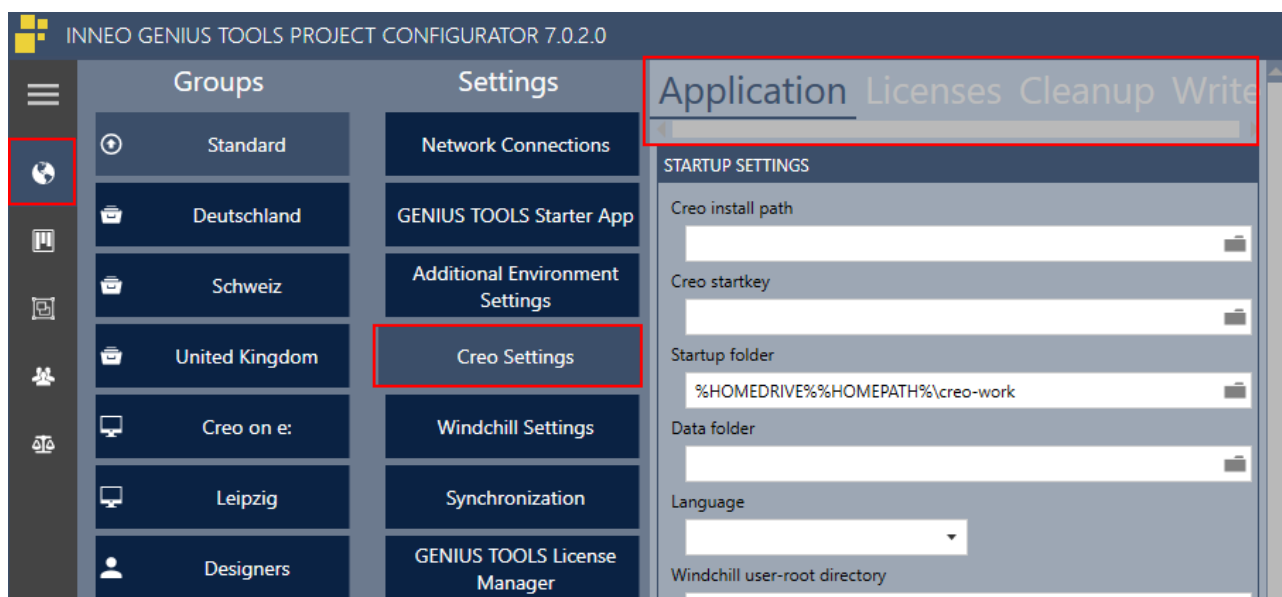 INNEO GENIUS TOOLS PROJECT CONFIGURATOR 7.0.2.0
Groups
Standard
Deutschland
Schweiz
United Kingdom
Creo on e:
Leipzig
Designers
Settings
Network Connections
GENIUS TOOLS Starter App
Additional Environment
Settings
Creo Settings
Windchill Settings
Synchronization
GENIUS TOOLS License
Manager
Application Licenses Cleanup Write
STARTUP SETTINGS
Creo install path
Creo startkey
Startup folder
%HOMEDRIVE%%HOMEPATH%\creo-work
Data folder
Language
Windchill user-root directory